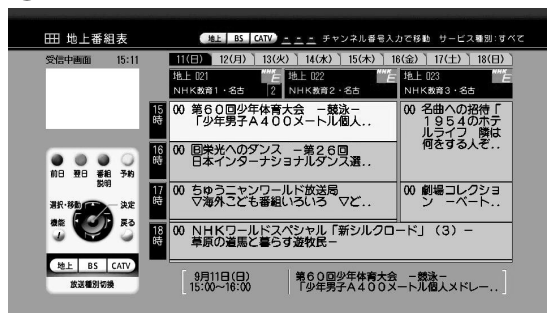 地上番組表
地上 BS CATV _ _ _ チャンネル番号入力で移動 サービス種別:すべて
受信中画面 15:11
11(日) 12(月) 13(火) 14(水) 15(木) 16(金) 17(土) 18(日)
地上 021 地上 022 地上 023
NHK教育1・名古 2 NHK教育2・名古 NHK教育3・名古
15時
00 第60回少年体育大会 -競泳-
「少年男子A400メートル個人..
00 名曲への招待「
1954のホテ
ルライフ 隣は
何をする人ぞ..
16時
00 回栄光へのダンス -第26回
日本インターナショナルダンス選..
17時
00 ちゅうニャンワールド放送局
▽海外こども番組いろいろ ▽ど..
00 劇場コレクショ
ン -ベート..
18時
00 NHKワールドスペシャル「新シルクロード」(3)-
草原の道馬と暮らす遊牧民-
前日 翌日 番組説明 予約
選択・移動 決定
機能 戻る
地上 BS CATV
放送種別切換
9月11日(日)
15:00~16:00
第60回少年体育大会 -競泳-
「少年男子A400メートル個人メドレー..